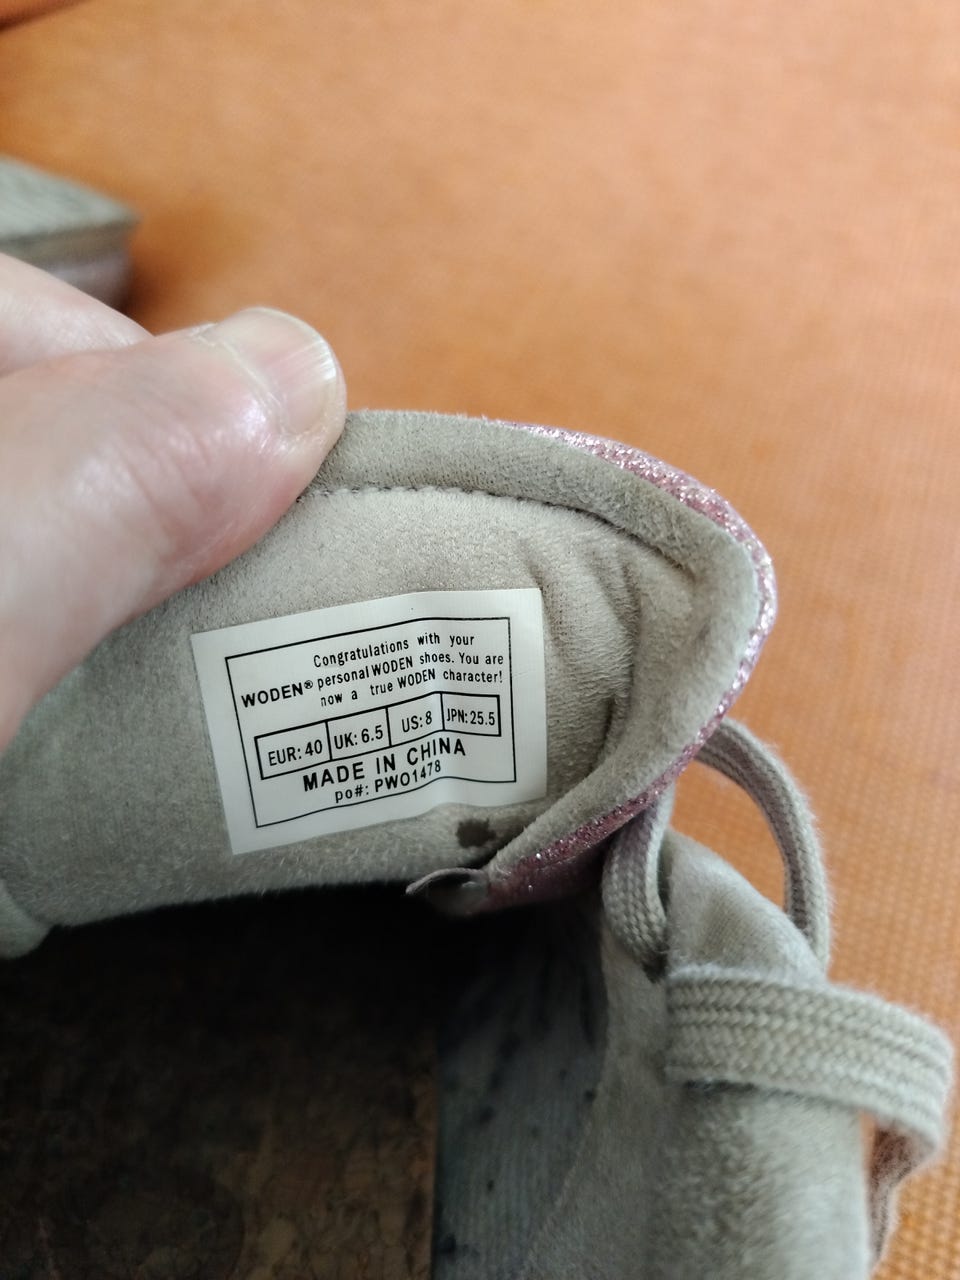 Congratulations with your
WODEN® personal WODEN shoes. You are
now a true WODEN character!
EUR: 40 UK: 6.5 US: 8 JPN: 25.5
MADE IN CHINA
po#: PWO1478